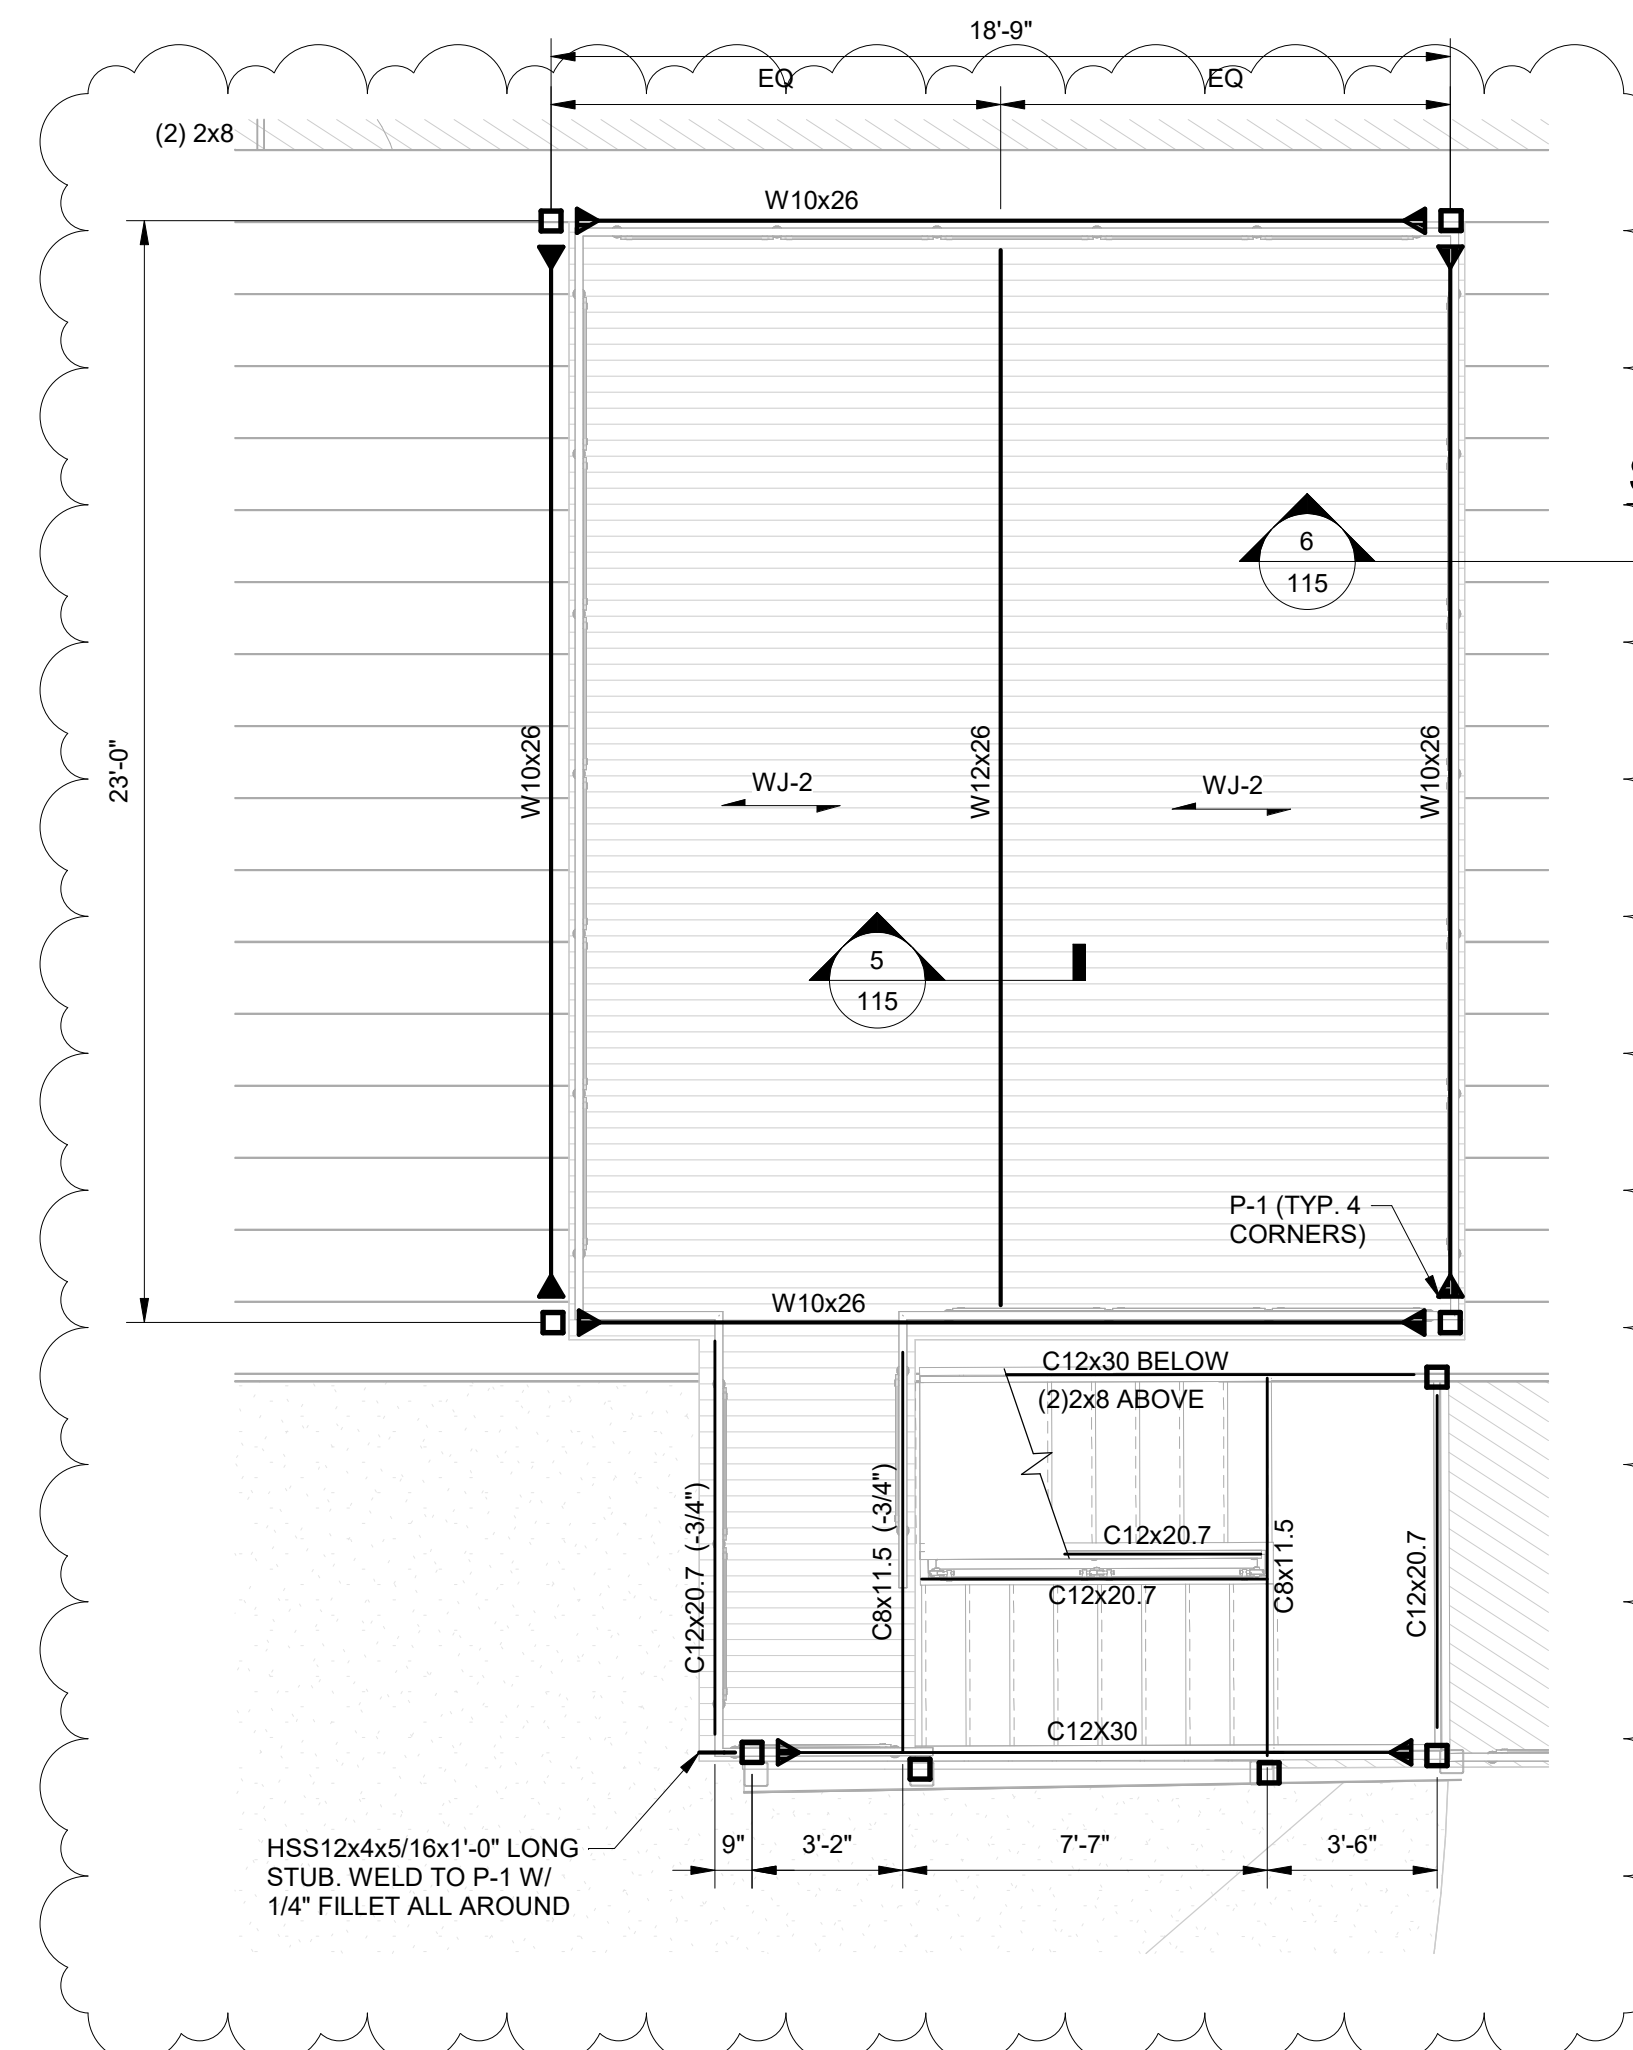 18'-9"
EQ
EQ
(2) 2x8
W10x26
23'-0"
W10x26
W12x26
W10x26
6
115
WJ-2
WJ-2
5
115
P-1 (TYP. 4
CORNERS)
W10x26
C12x30 BELOW
(2)2x8 ABOVE
C12x20.7 (-3/4")
C8x11.5 (-3/4")
C12x20.7
C12x20.7
C8x11.5
C12x20.7
C12X30
HSS12x4x5/16x1'-0" LONG
STUB. WELD TO P-1 W/
1/4" FILLET ALL AROUND
9"
3'-2"
7'-7"
3'-6"